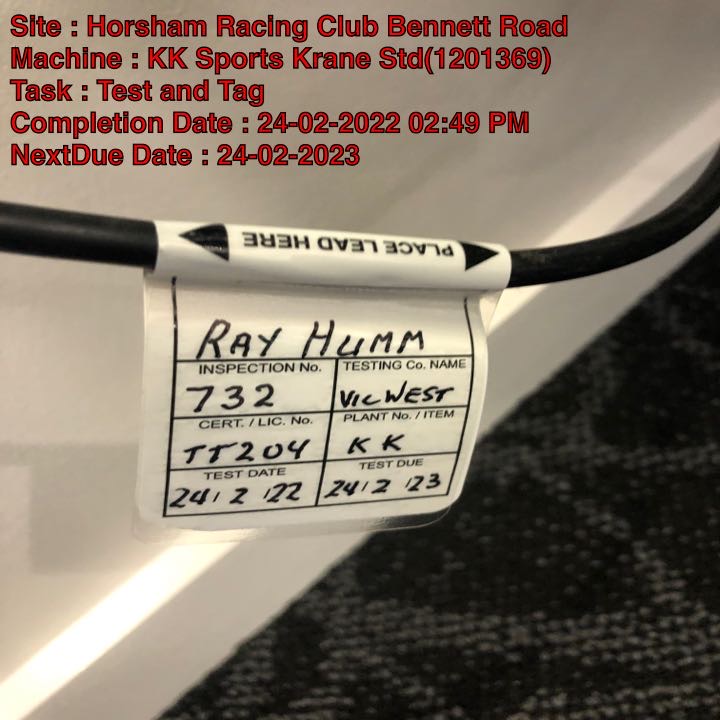 Site : Horsham Racing Club Bennett Road
Machine : KK Sports Krane Std(1201369)
Task : Test and Tag
Completion Date : 24-02-2022 02:49 PM
NextDue Date : 24-02-2023
PLACE LEAD HERE
RAY HUMM
INSPECTION No. TESTING Co. NAME
732 VICWEST
CERT. / LIC. No. PLANT No. / ITEM
TT204 KK
TEST DATE TEST DUE
24/2/22 24/2/23